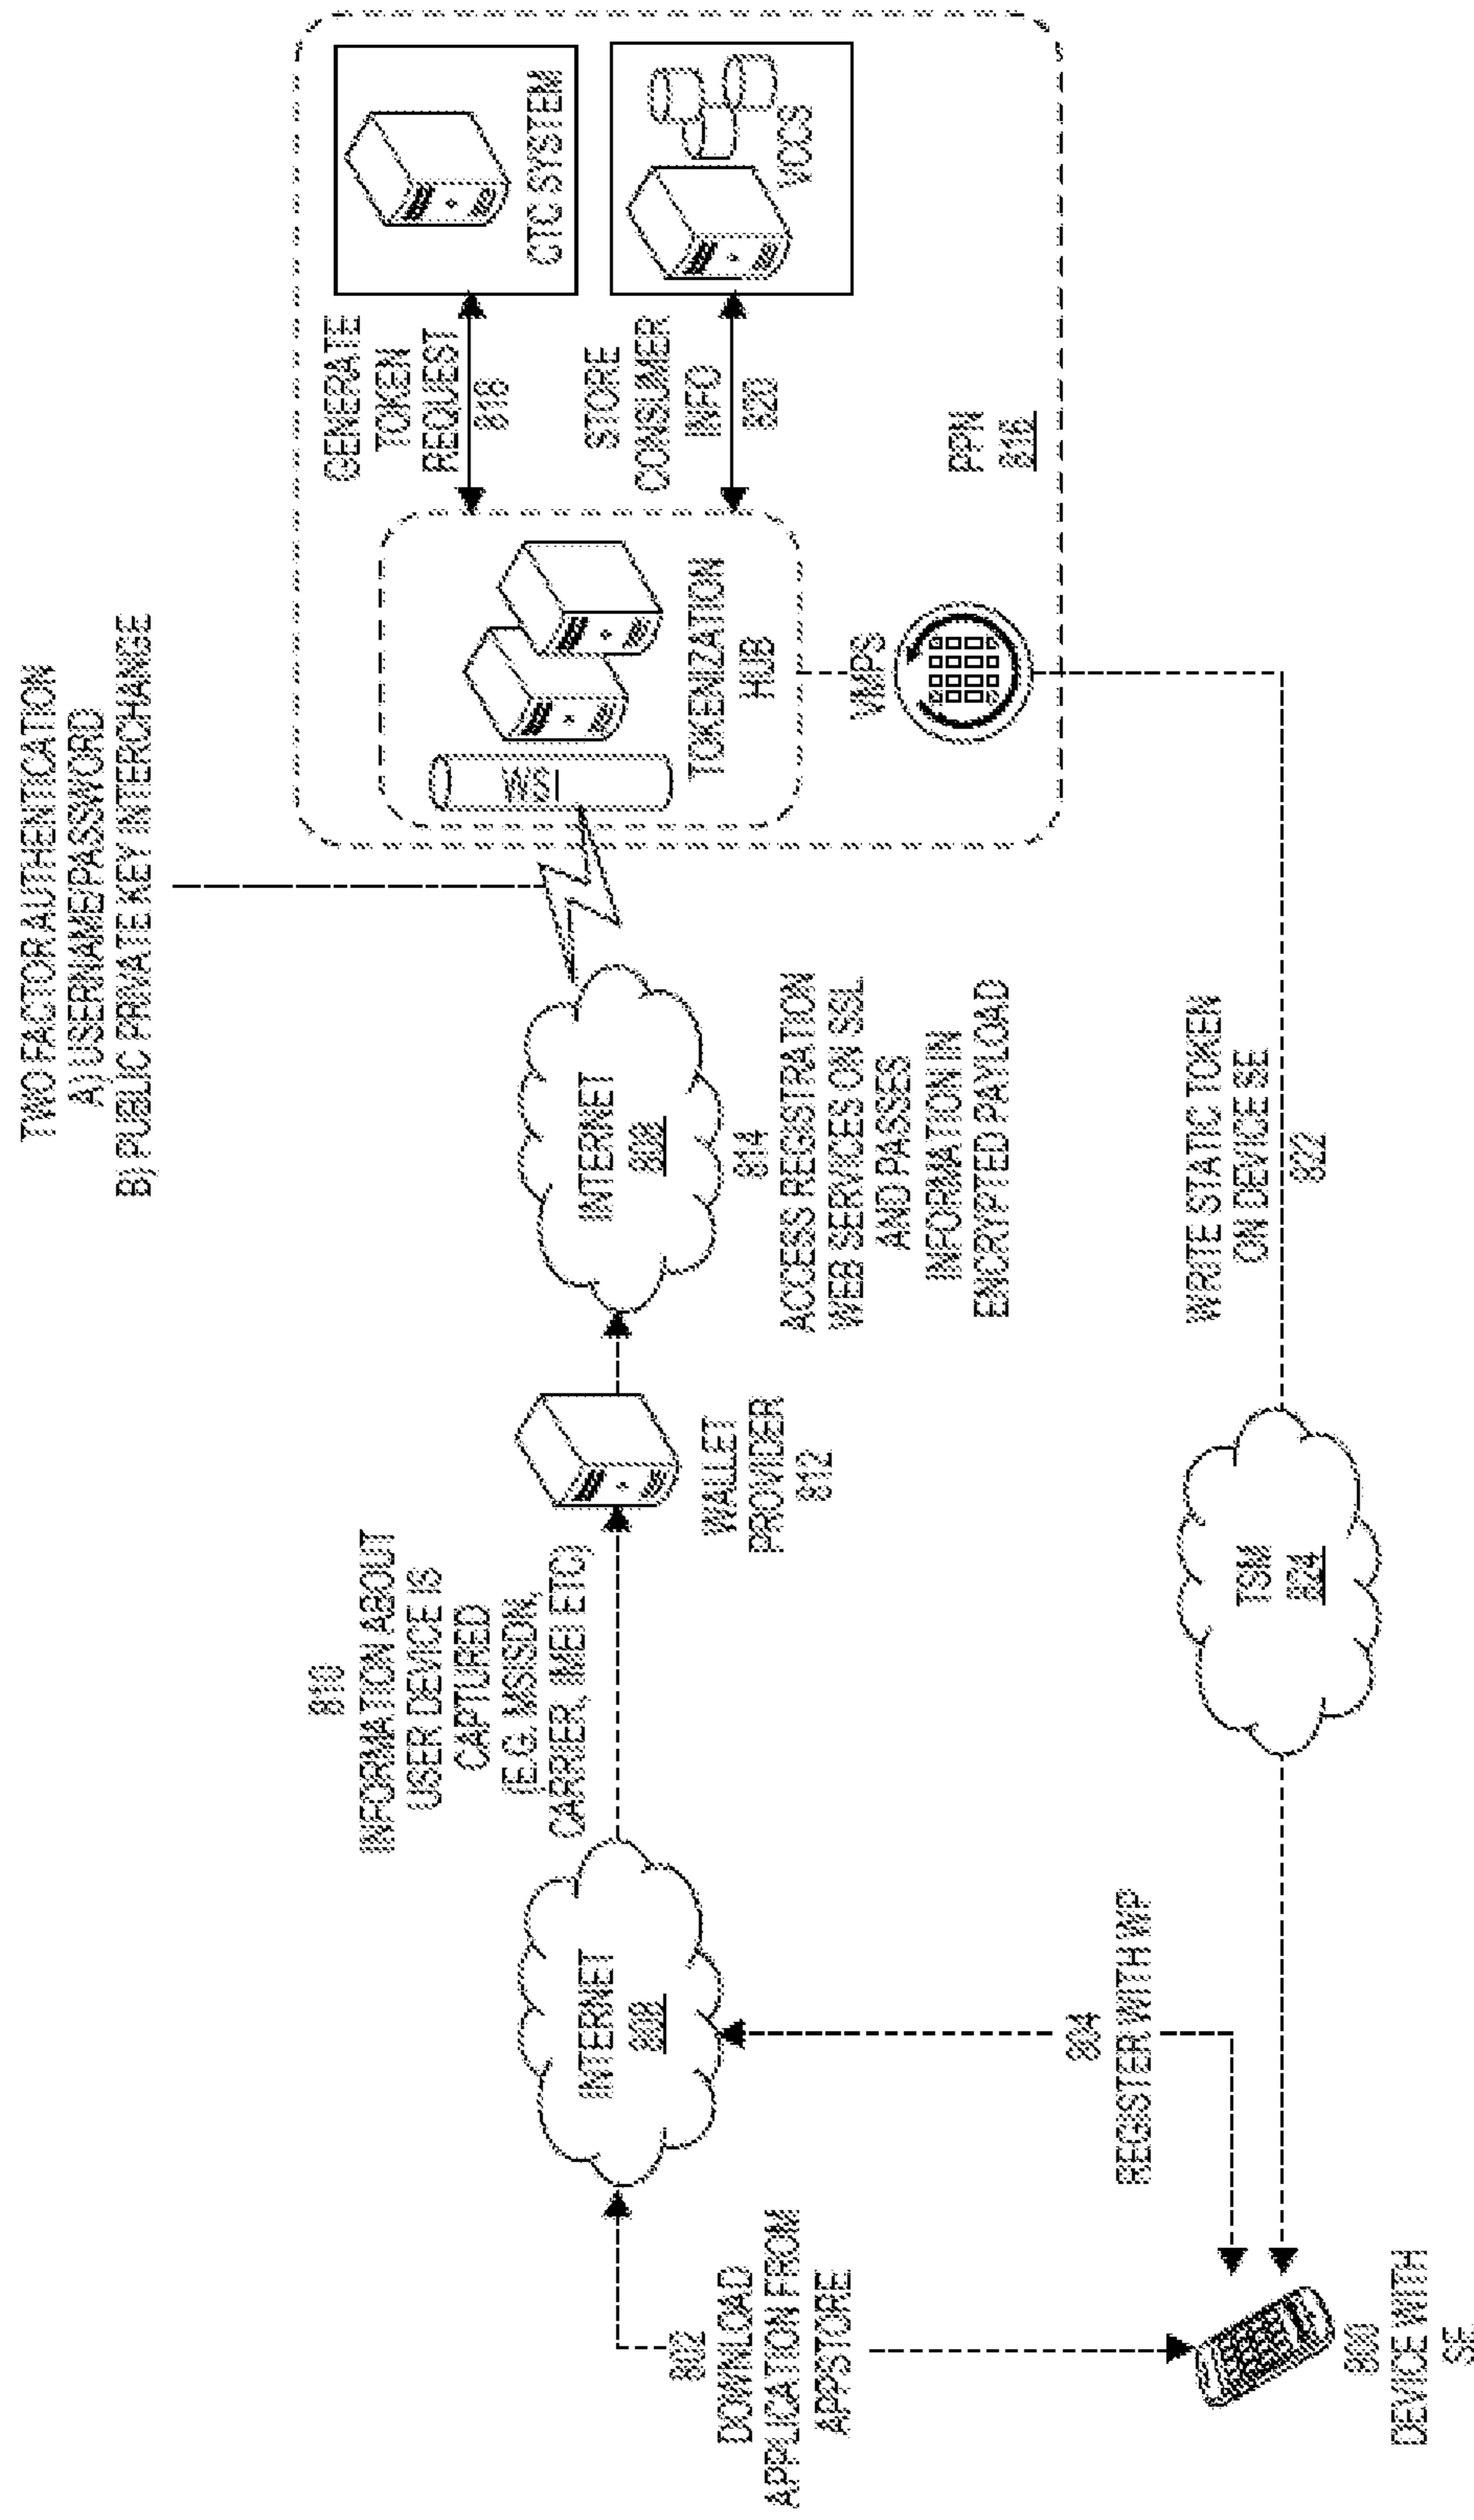 TWO FACTOR AUTHENTICATION
A) USERNAME/PASSWORD
B) PUBLIC PRIVATE KEY INTERCHANGE
810
INFORMATION ABOUT
USER DEVICE IS
CAPTURED
(E.G. MSISDN,
CARRIER, IMEI ETC)
INTERNET
808
WALLET
PROVIDER
812
INTERNET
808
814
ACCESS REGISTRATION
WEB SERVICES ON SSL
AND PASSES
INFORMATION IN
ENCRYPTED PAYLOAD
WSI
TOKENIZATION
HUB
GENERATE
TOKEN
REQUEST
818
CTC SYSTEM
STORE
CONSUMER
INFO
820
VCCS
VMPS
PPN
816
802
DOWNLOAD
APPLICATION FROM
APPSTORE
804
REGISTER WITH WP
TSM
824
WRITE STATIC TOKEN
ON DEVICE SE
822
800
DEVICE WITH
SE